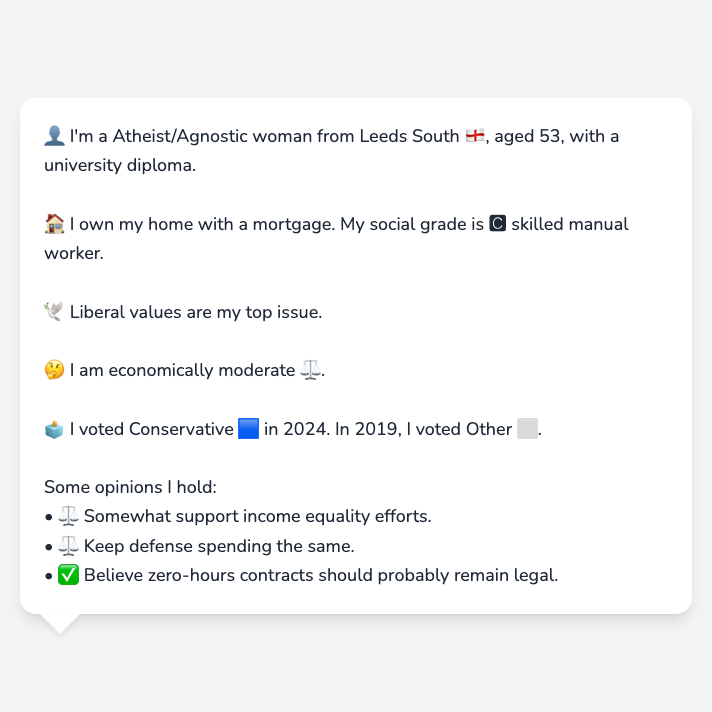 👤 I'm a Atheist/Agnostic woman from Leeds South 🏴󠁧󠁢󠁥󠁮󠁧󠁿, aged 53, with a
university diploma.
🏠 I own my home with a mortgage. My social grade is 🅲 skilled manual
worker.
🕊️ Liberal values are my top issue.
🤔 I am economically moderate ⚖️.
🗳️ I voted Conservative 🟦 in 2024. In 2019, I voted Other ⬜.
Some opinions I hold:
• ⚖️ Somewhat support income equality efforts.
• ⚖️ Keep defense spending the same.
• ✅ Believe zero-hours contracts should probably remain legal.